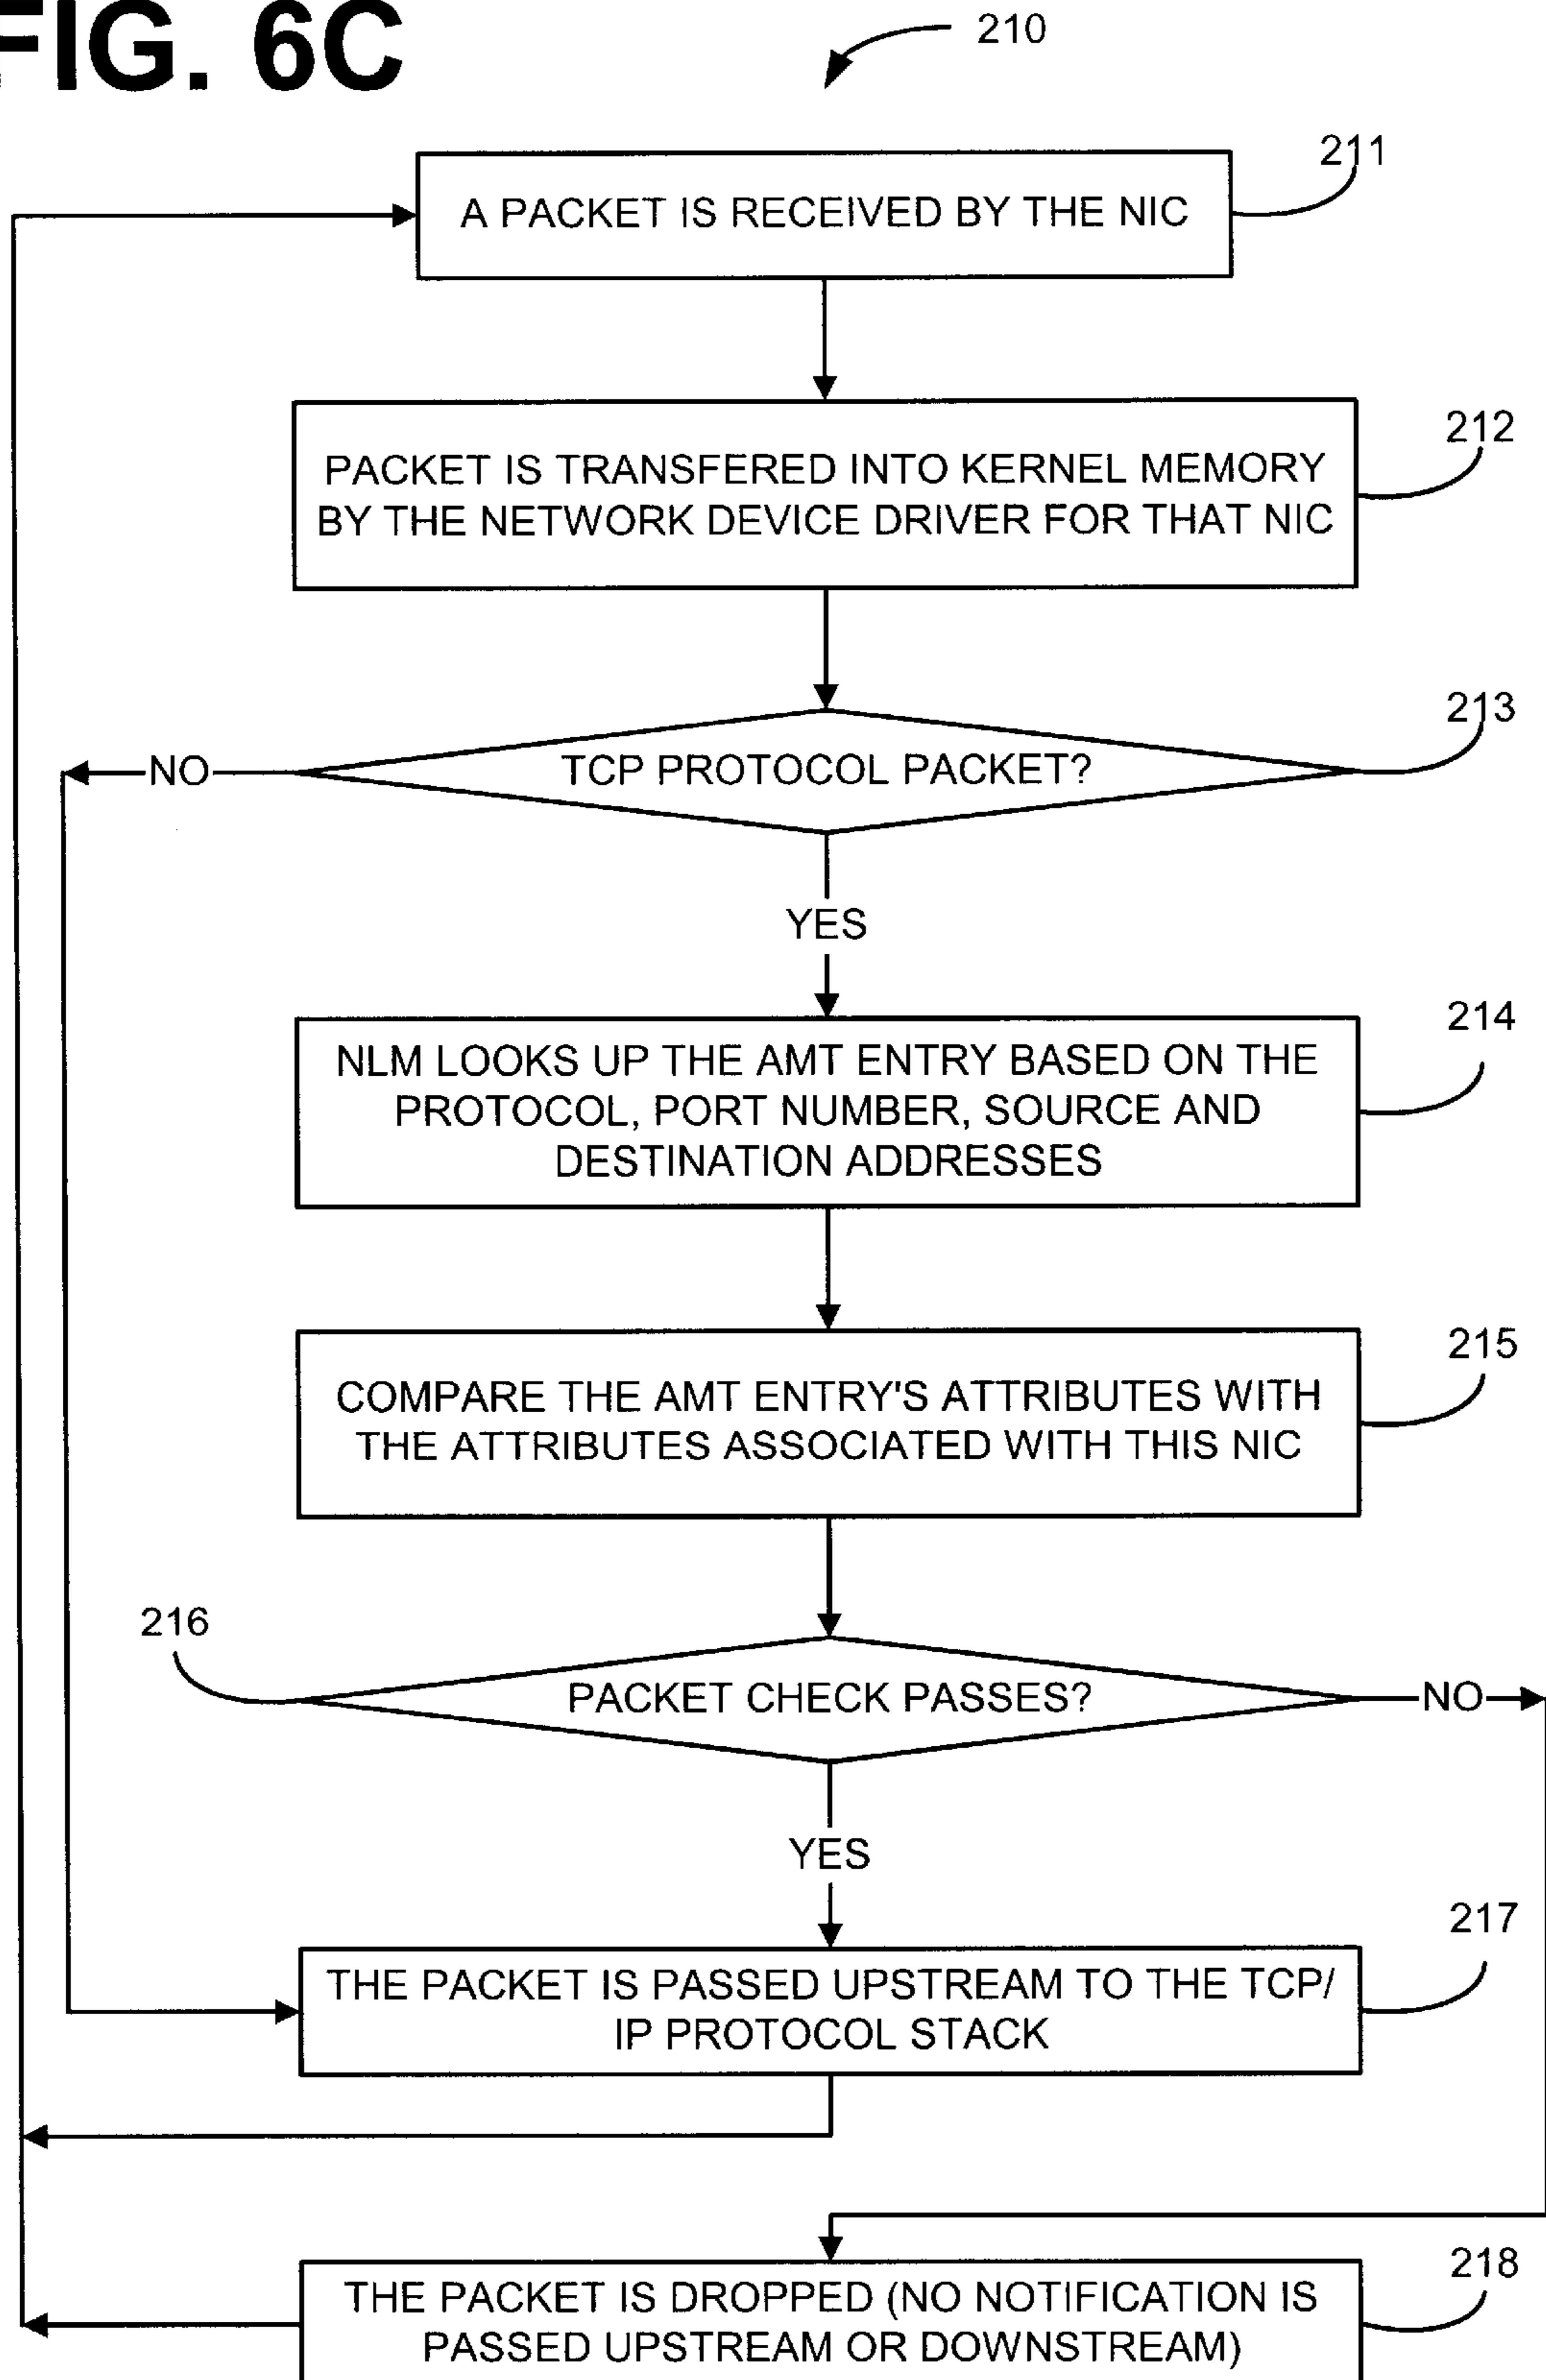 FIG. 6C
210
211
A PACKET IS RECEIVED BY THE NIC
212
PACKET IS TRANSFERED INTO KERNEL MEMORY
BY THE NETWORK DEVICE DRIVER FOR THAT NIC
213
NO
TCP PROTOCOL PACKET?
YES
214
NLM LOOKS UP THE AMT ENTRY BASED ON THE
PROTOCOL, PORT NUMBER, SOURCE AND
DESTINATION ADDRESSES
215
COMPARE THE AMT ENTRY'S ATTRIBUTES WITH
THE ATTRIBUTES ASSOCIATED WITH THIS NIC
216
PACKET CHECK PASSES?
NO
YES
217
THE PACKET IS PASSED UPSTREAM TO THE TCP/
IP PROTOCOL STACK
218
THE PACKET IS DROPPED (NO NOTIFICATION IS
PASSED UPSTREAM OR DOWNSTREAM)